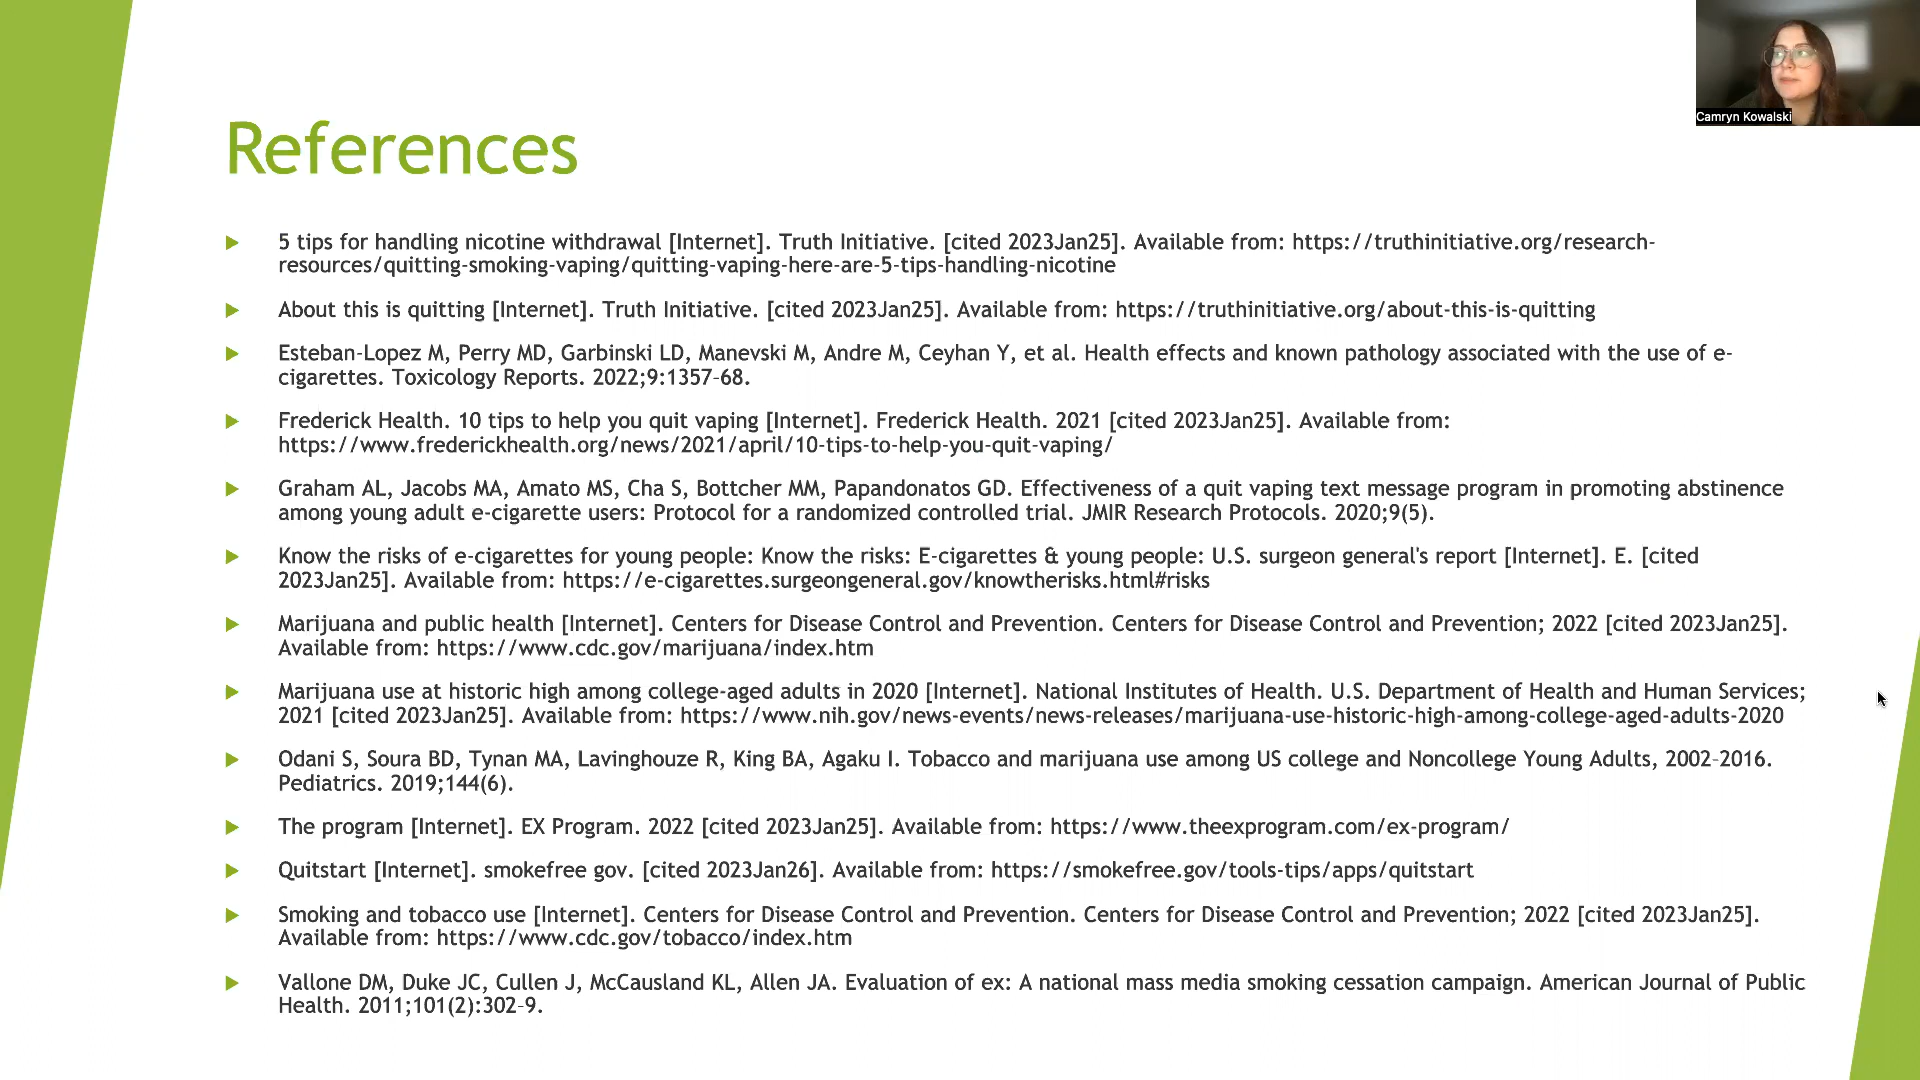 Camryn Kowalski
References
5 tips for handling nicotine withdrawal [Internet]. Truth Initiative. [cited 2023Jan25]. Available from: https://truthinitiative.org/research-
resources/quitting-smoking-vaping/quitting-vaping-here-are-5-tips-handling-nicotine
About this is quitting [Internet]. Truth Initiative. [cited 2023Jan25]. Available from: https://truthinitiative.org/about-this-is-quitting
Esteban-Lopez M, Perry MD, Garbinski LD, Manevski M, Andre M, Ceyhan Y, et al. Health effects and known pathology associated with the use of e-
cigarettes. Toxicology Reports. 2022;9:1357–68.
Frederick Health. 10 tips to help you quit vaping [Internet]. Frederick Health. 2021 [cited 2023Jan25]. Available from:
https://www.frederickhealth.org/news/2021/april/10-tips-to-help-you-quit-vaping/
Graham AL, Jacobs MA, Amato MS, Cha S, Bottcher MM, Papandonatos GD. Effectiveness of a quit vaping text message program in promoting abstinence
among young adult e-cigarette users: Protocol for a randomized controlled trial. JMIR Research Protocols. 2020;9(5).
Know the risks of e-cigarettes for young people: Know the risks: E-cigarettes & young people: U.S. surgeon general's report [Internet]. E. [cited
2023Jan25]. Available from: https://e-cigarettes.surgeongeneral.gov/knowtherisks.html#risks
Marijuana and public health [Internet]. Centers for Disease Control and Prevention. Centers for Disease Control and Prevention; 2022 [cited 2023Jan25].
Available from: https://www.cdc.gov/marijuana/index.htm
Marijuana use at historic high among college-aged adults in 2020 [Internet]. National Institutes of Health. U.S. Department of Health and Human Services;
2021 [cited 2023Jan25]. Available from: https://www.nih.gov/news-events/news-releases/marijuana-use-historic-high-among-college-aged-adults-2020
Odani S, Soura BD, Tynan MA, Lavinghouze R, King BA, Agaku I. Tobacco and marijuana use among US college and Noncollege Young Adults, 2002–2016.
Pediatrics. 2019;144(6).
The program [Internet]. EX Program. 2022 [cited 2023Jan25]. Available from: https://www.theexprogram.com/ex-program/
Quitstart [Internet]. smokefree gov. [cited 2023Jan26]. Available from: https://smokefree.gov/tools-tips/apps/quitstart
Smoking and tobacco use [Internet]. Centers for Disease Control and Prevention. Centers for Disease Control and Prevention; 2022 [cited 2023Jan25].
Available from: https://www.cdc.gov/tobacco/index.htm
Vallone DM, Duke JC, Cullen J, McCausland KL, Allen JA. Evaluation of ex: A national mass media smoking cessation campaign. American Journal of Public
Health. 2011;101(2):302–9.